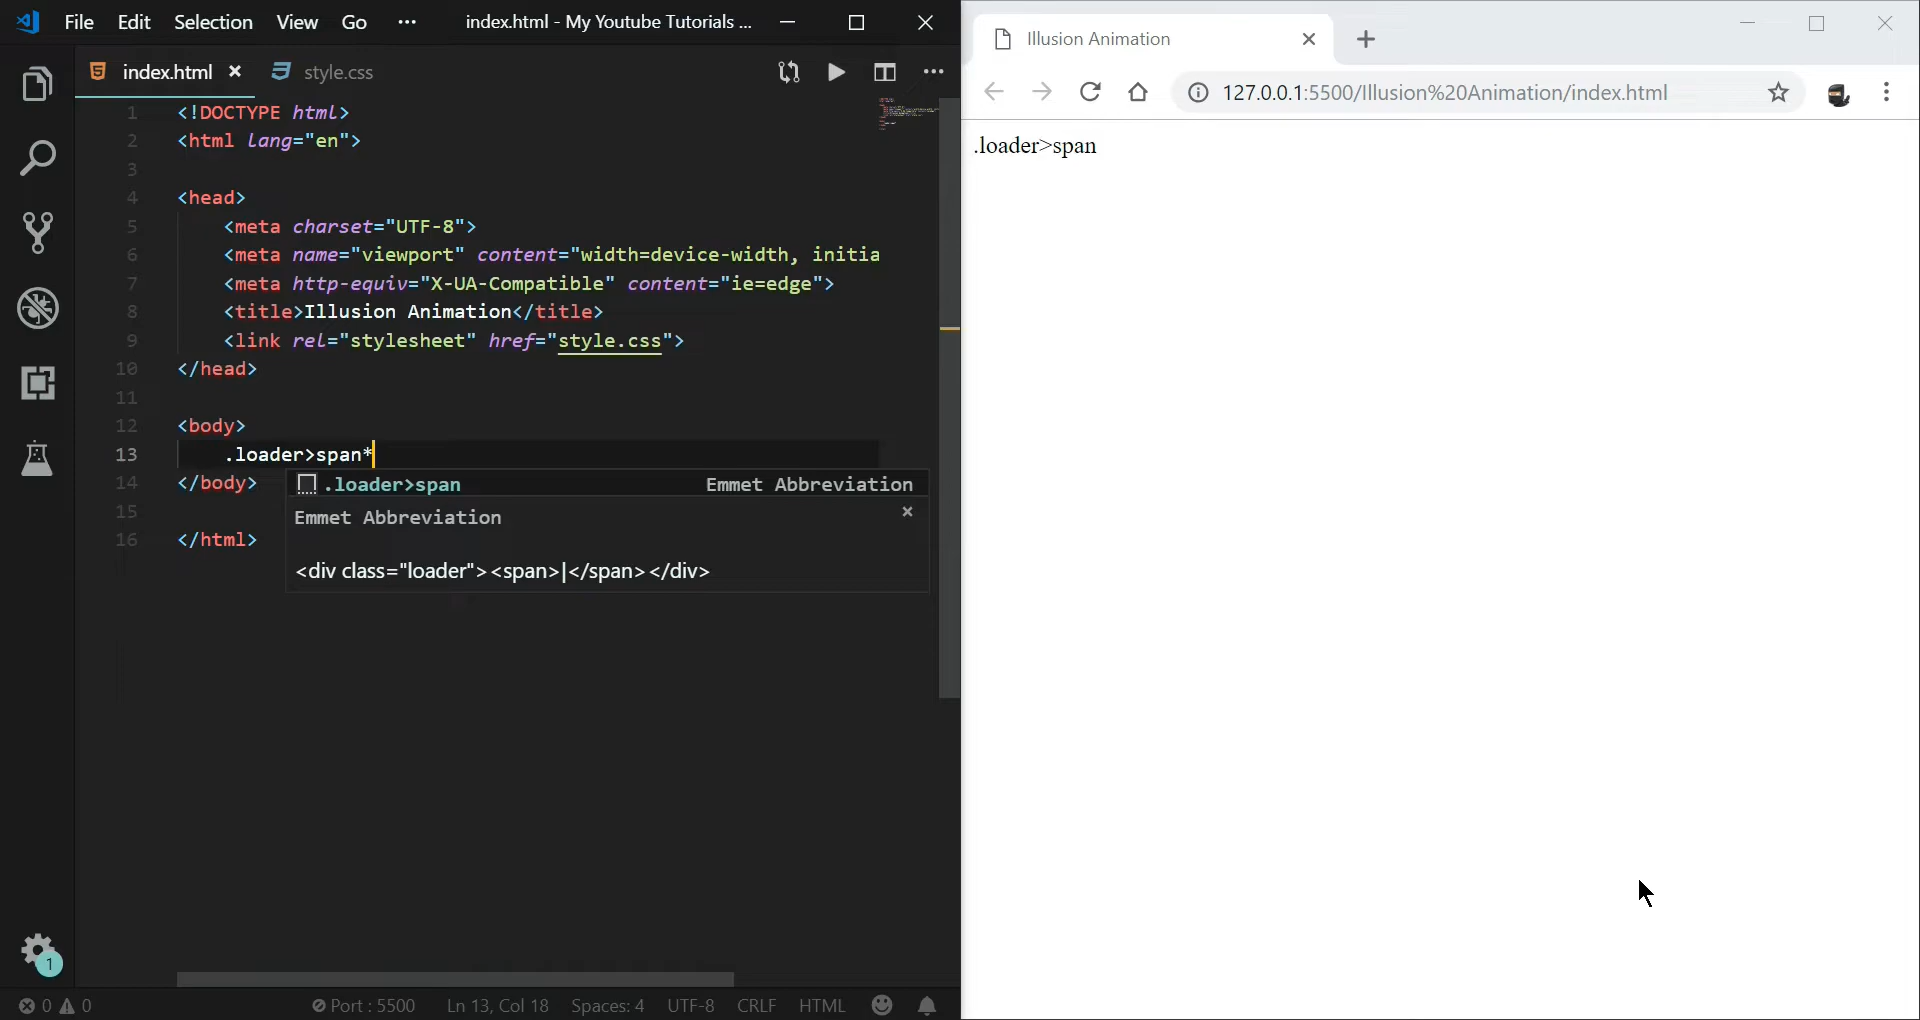 File Edit Selection View Go ··· index.html - My Youtube Tutorials ...
index.html style.css
1 <!DOCTYPE html>
2 <html lang="en">
3
4 <head>
5 <meta charset="UTF-8">
6 <meta name="viewport" content="width=device-width, initia
7 <meta http-equiv="X-UA-Compatible" content="ie=edge">
8 <title>Illusion Animation</title>
9 <link rel="stylesheet" href="style.css">
10 </head>
11
12 <body>
13 .loader>span*
14 </body>
.loader>span Emmet Abbreviation
Emmet Abbreviation
<div class="loader"><span>|</span></div>
15
16 </html>
1
0 0 Port : 5500 Ln 13, Col 18 Spaces: 4 UTF-8 CRLF HTML
Illusion Animation
127.0.0.1:5500/Illusion%20Animation/index.html
.loader>span